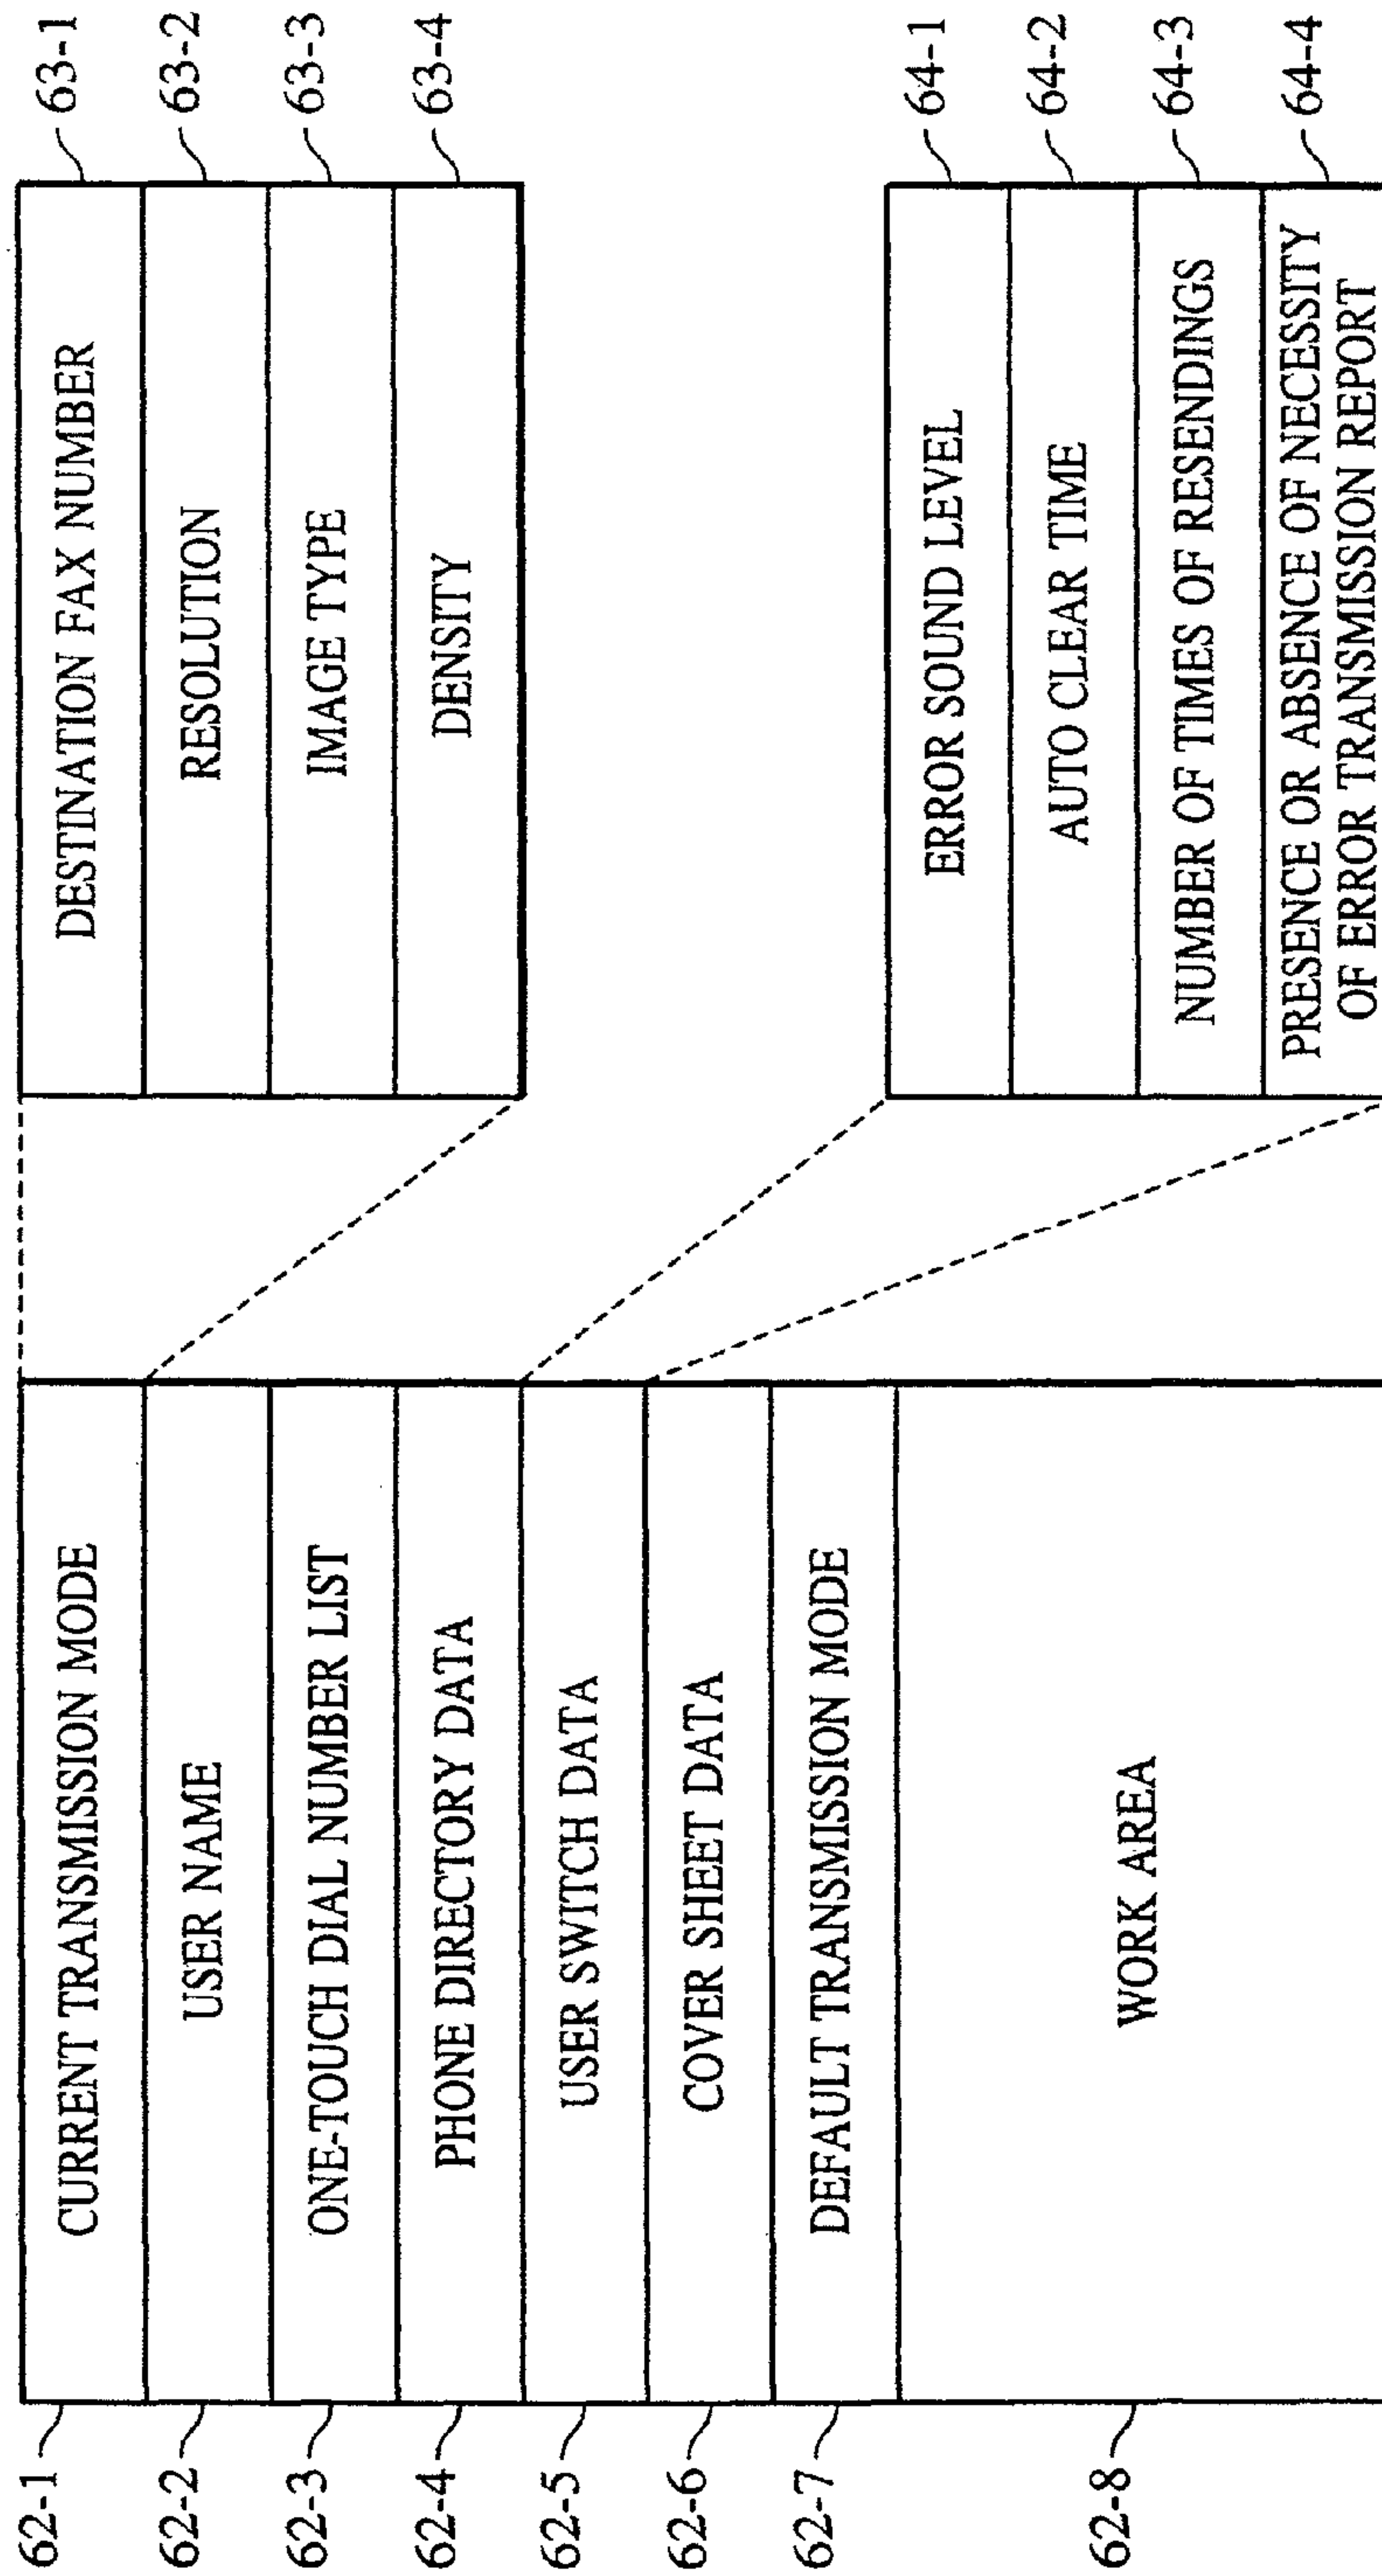 62-1
CURRENT TRANSMISSION MODE
62-2
USER NAME
62-3
ONE-TOUCH DIAL NUMBER LIST
62-4
PHONE DIRECTORY DATA
62-5
USER SWITCH DATA
62-6
COVER SHEET DATA
62-7
DEFAULT TRANSMISSION MODE
62-8
WORK AREA
DESTINATION FAX NUMBER
63-1
RESOLUTION
63-2
IMAGE TYPE
63-3
DENSITY
63-4
ERROR SOUND LEVEL
64-1
AUTO CLEAR TIME
64-2
NUMBER OF TIMES OF RESENDINGS
64-3
PRESENCE OR ABSENCE OF NECESSITY
OF ERROR TRANSMISSION REPORT
64-4